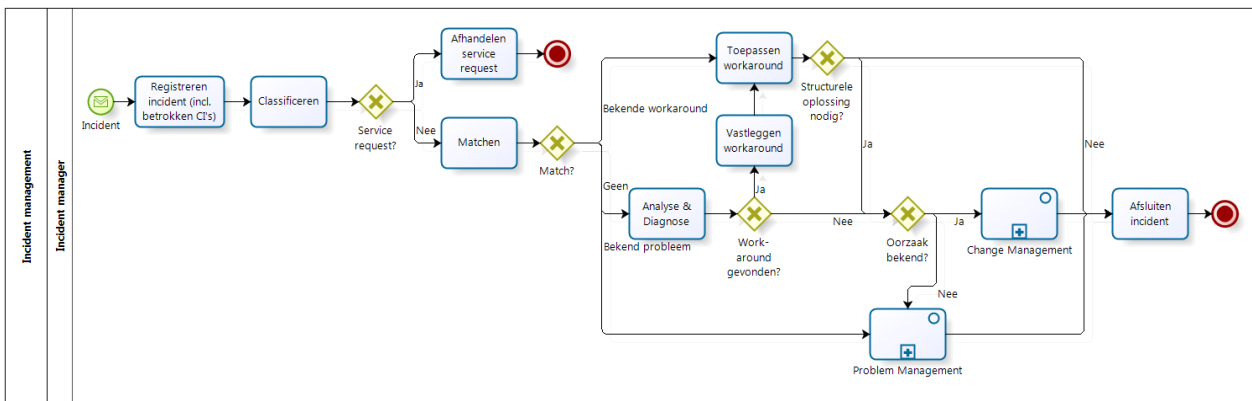 Incident management
Incident manager
Incident
Registreren
incident (incl.
betrokken CI's)
Classificeren
Service
request?
Ja
Nee
Afhandelen
service
request
Matchen
Match?
Bekende workaround
Geen
Bekend probleem
Analyse &
Diagnose
Work-
around
gevonden?
Ja
Nee
Vastleggen
workaround
Toepassen
workaround
Structurele
oplossing
nodig?
Ja
Nee
Oorzaak
bekend?
Ja
Nee
Change Management
Problem Management
Afsluiten
incident